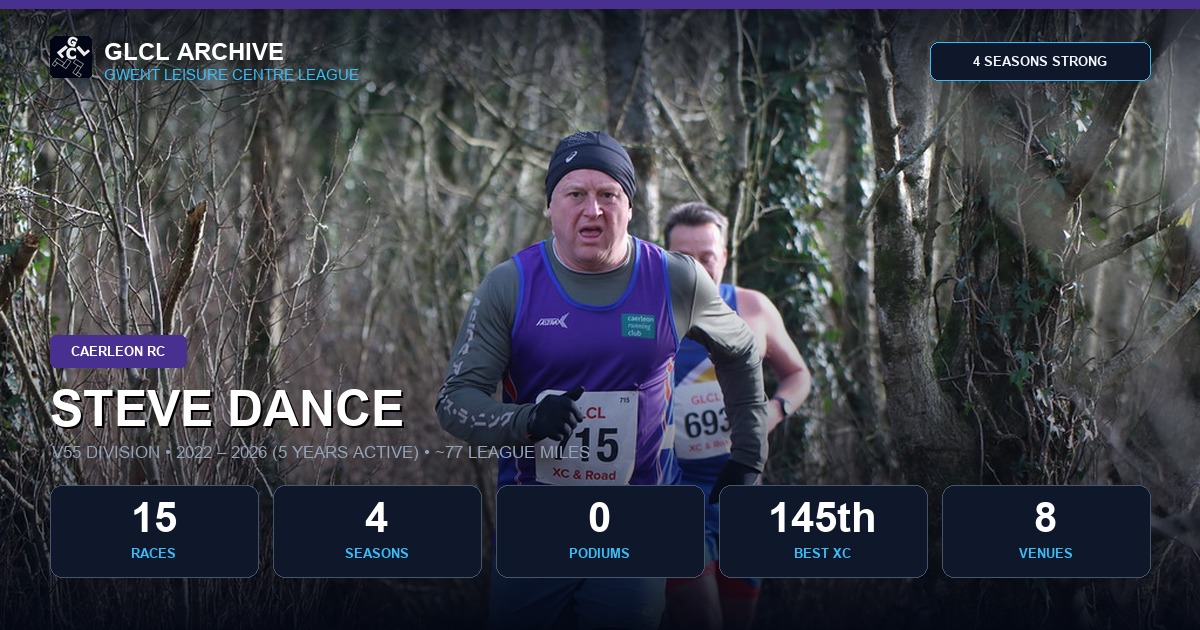 GLCL ARCHIVE
GWENT LEISURE CENTRE LEAGUE
4 SEASONS STRONG
caerleon
running
club
715
GLCL
XC & Road
GLCL
693
XC & Road
CAERLEON RC
STEVE DANCE
V55 DIVISION • 2022 – 2026 (5 YEARS ACTIVE) • ~77 LEAGUE MILES
15
RACES
4
SEASONS
0
PODIUMS
145th
BEST XC
8
VENUES